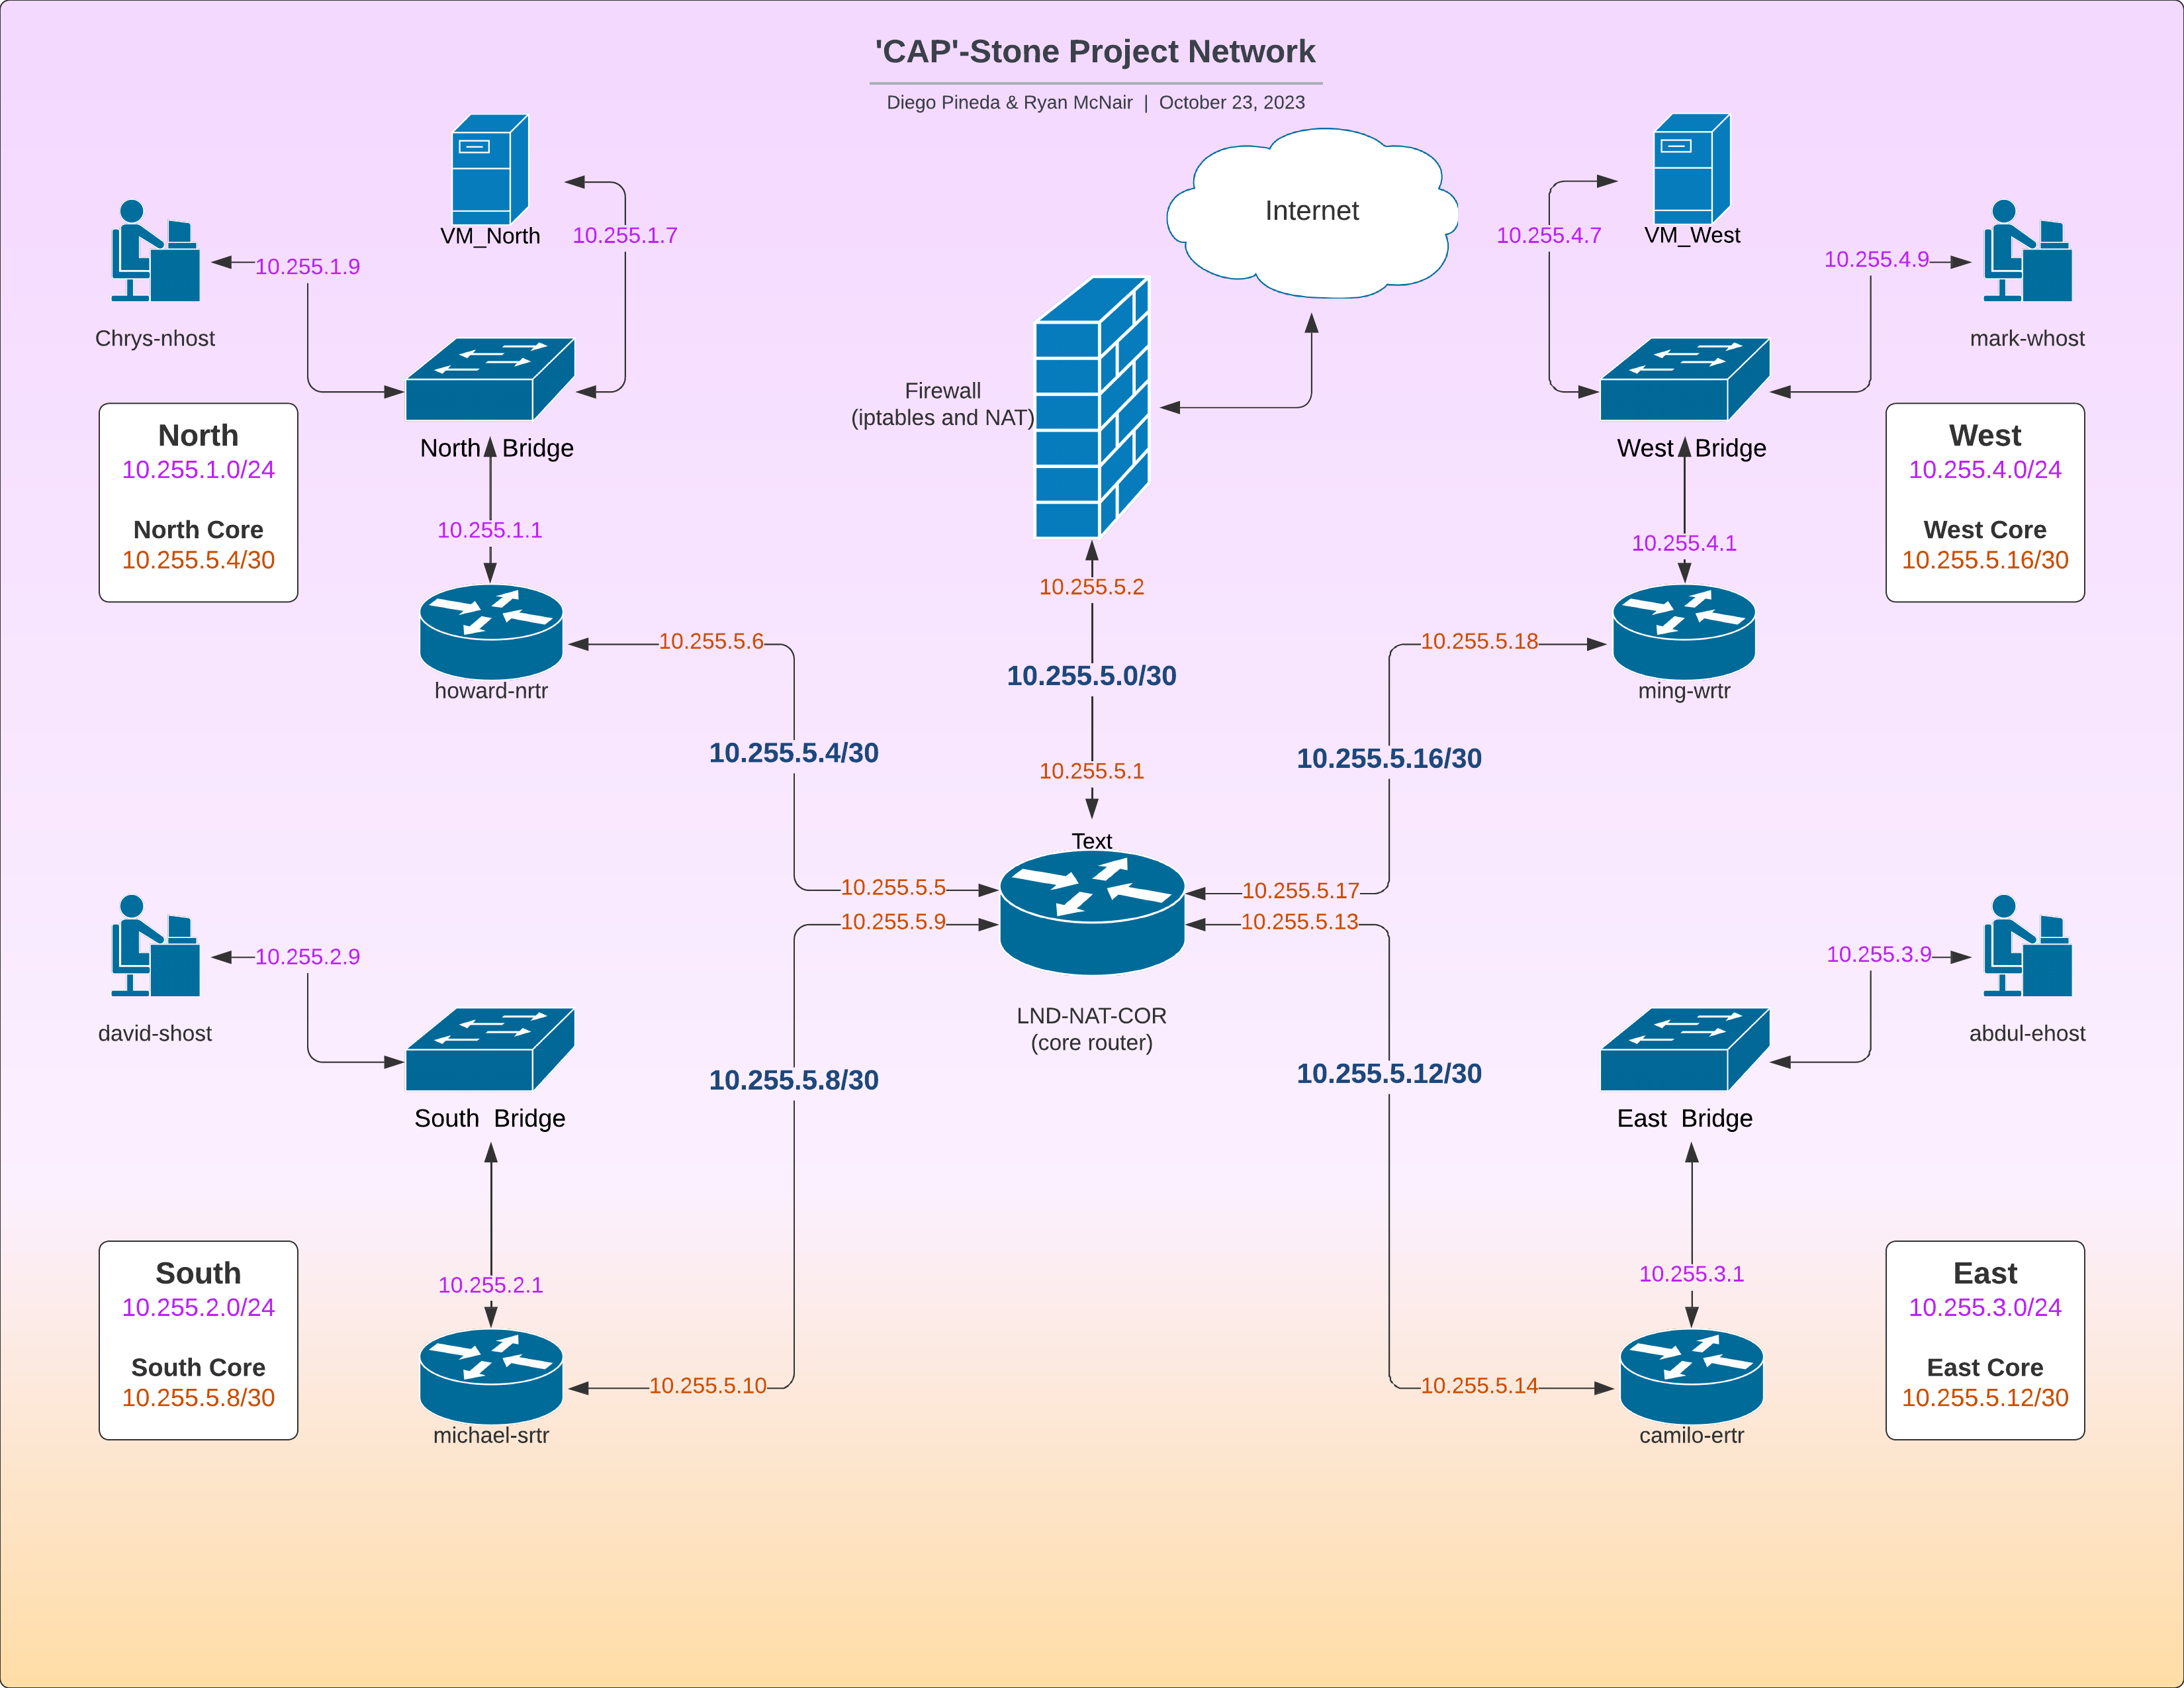 'CAP'-Stone Project Network
Diego Pineda & Ryan McNair | October 23, 2023
VM_North
10.255.1.7
10.255.1.9
Chrys-nhost
North Bridge
North
10.255.1.0/24
North Core
10.255.5.4/30
10.255.1.1
howard-nrtr
10.255.5.6
10.255.5.4/30
10.255.5.5
Internet
Firewall
(iptables and NAT)
10.255.5.2
10.255.5.0/30
10.255.5.1
Text
LND-NAT-COR
(core router)
VM_West
10.255.4.7
10.255.4.9
mark-whost
West Bridge
West
10.255.4.0/24
West Core
10.255.5.16/30
10.255.4.1
ming-wrtr
10.255.5.18
10.255.5.16/30
10.255.5.17
10.255.2.9
david-shost
South Bridge
10.255.5.9
10.255.5.8/30
10.255.2.1
South
10.255.2.0/24
South Core
10.255.5.8/30
michael-srtr
10.255.5.10
10.255.5.13
10.255.5.12/30
10.255.3.9
abdul-ehost
East Bridge
10.255.3.1
East
10.255.3.0/24
East Core
10.255.5.12/30
10.255.5.14
camilo-ertr